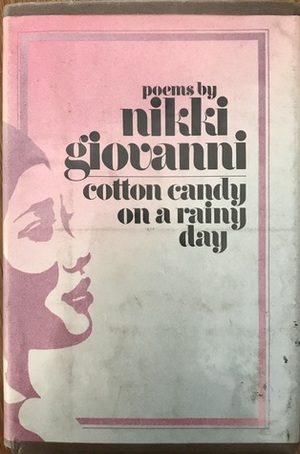 poems by
nikki
giovanni
cotton candy
on a rainy
day